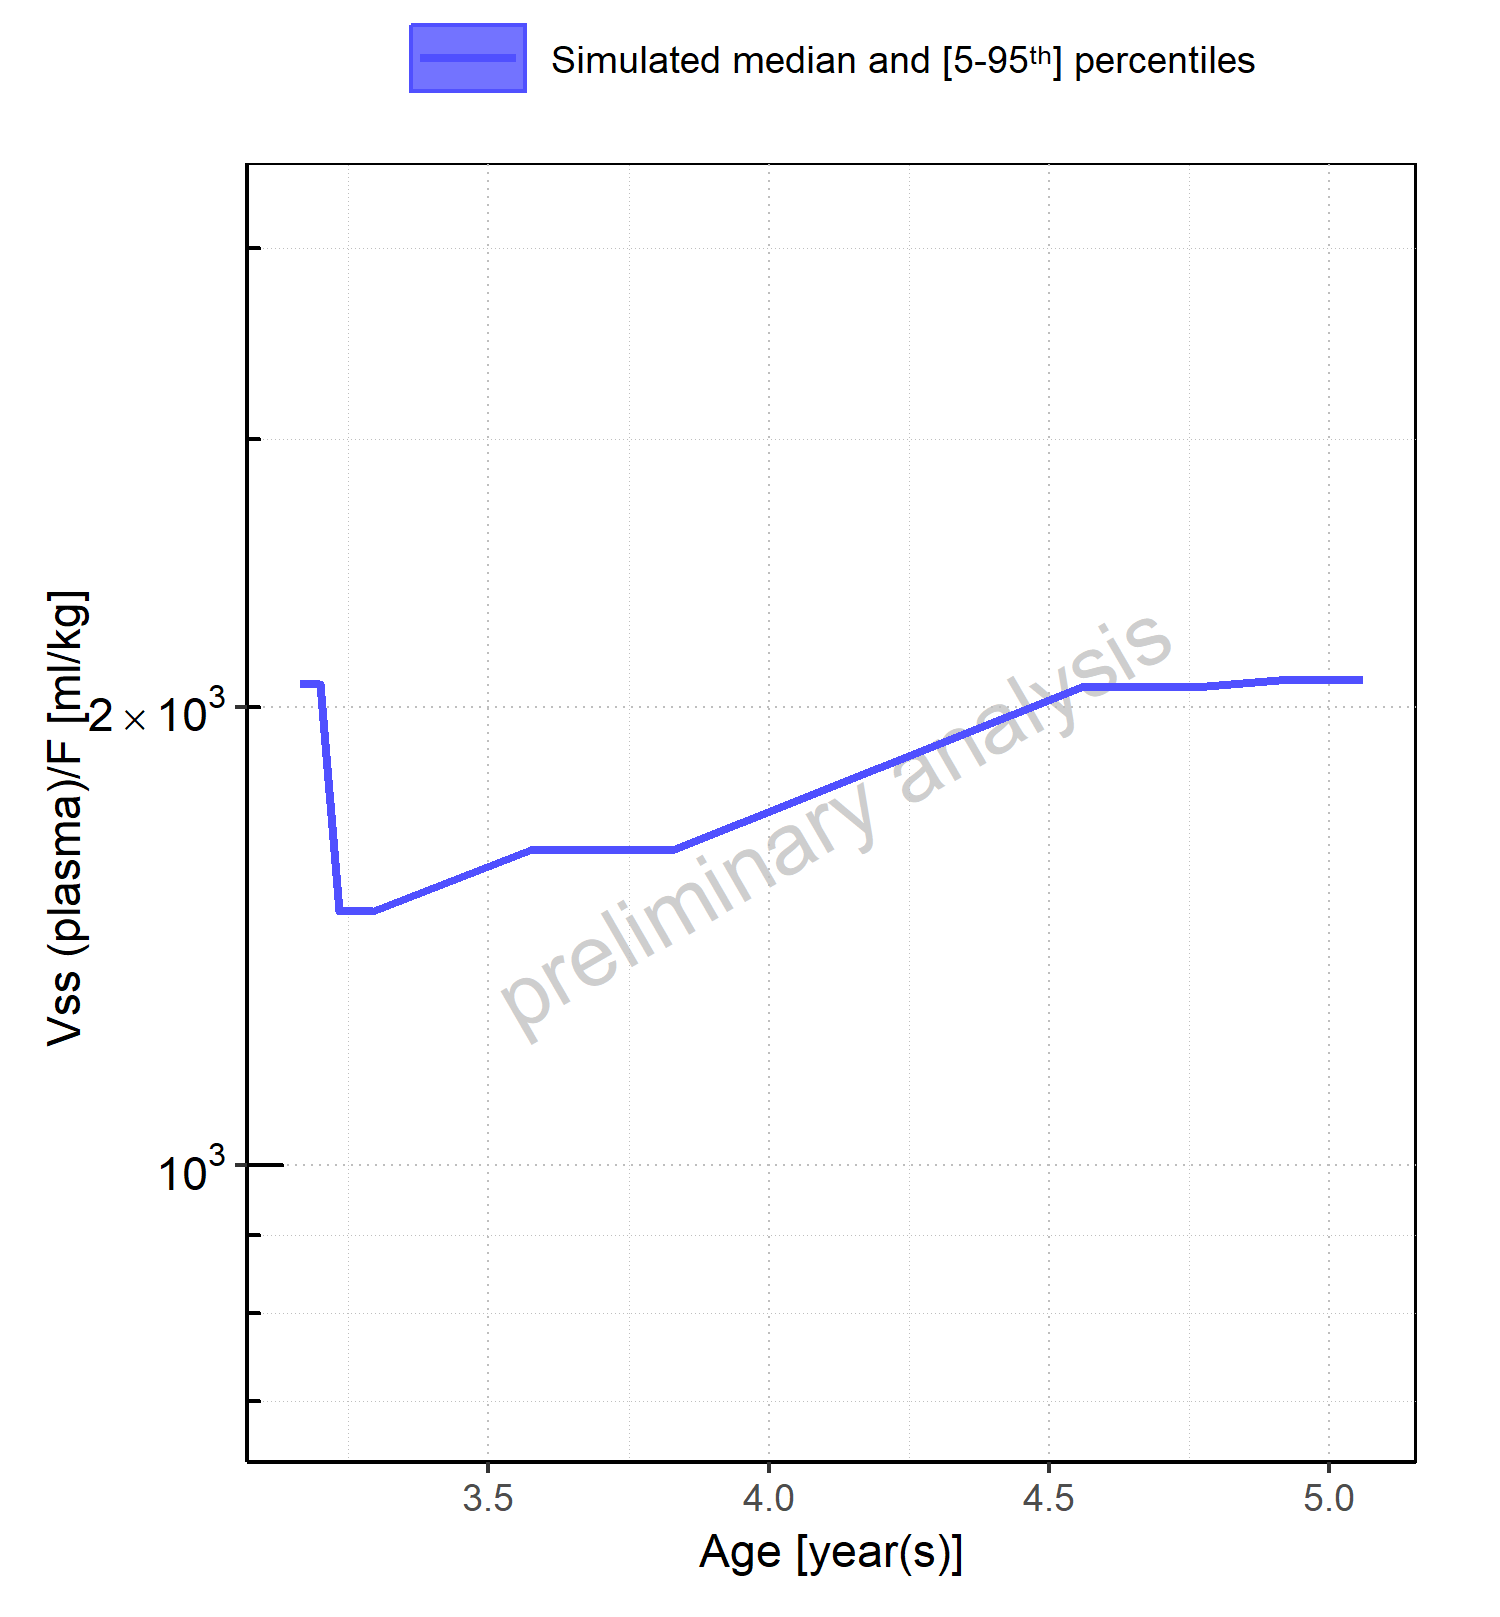 Simulated median and [5-95ᵗʰ] percentiles
Vss (plasma)/F [ml/kg]
2 × 10³
10³
preliminary analysis
3.5 4.0 4.5 5.0
Age [year(s)]